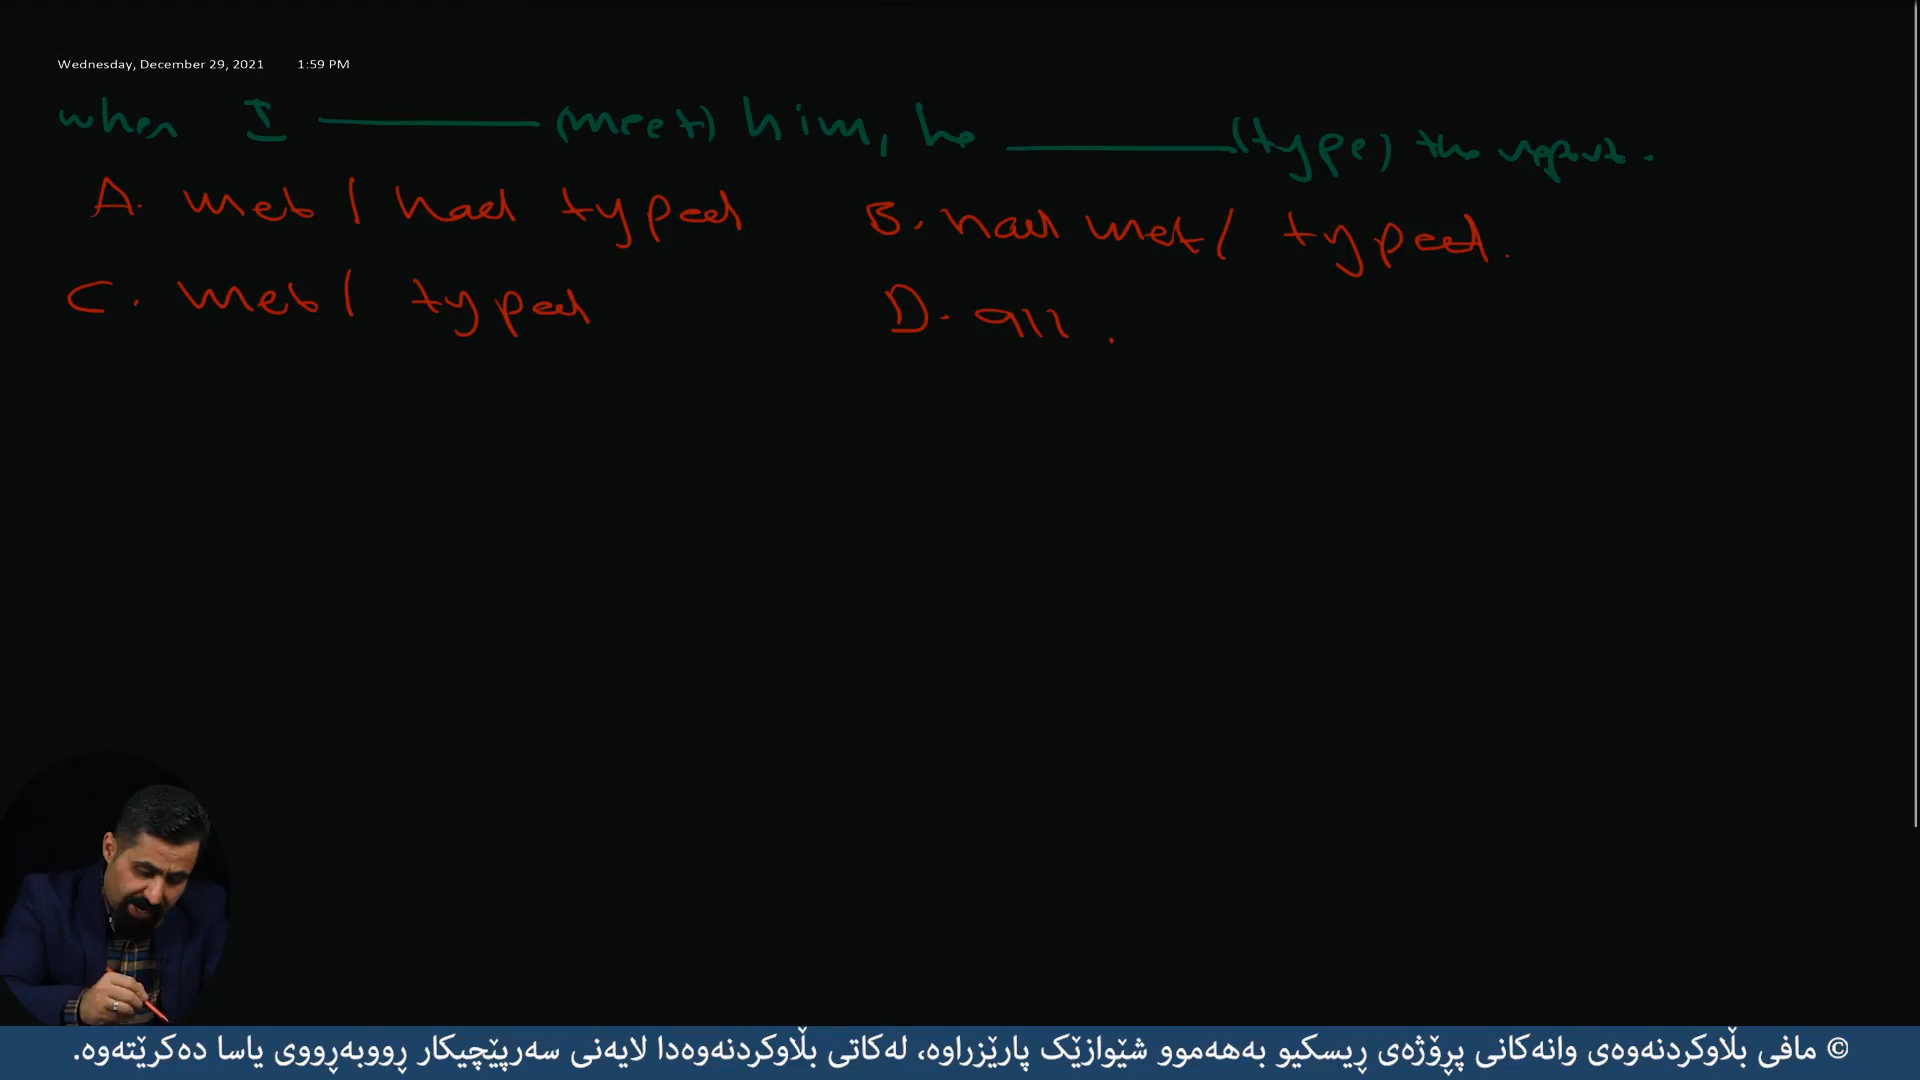 Wednesday, December 29, 2021 1:59 PM
when I ______ (meet) him, he ______ (type) the report.
A. met / had typed B. had met / typed.
C. met / typed D. all.
© مافی بڵاوکردنەوەی وانەکانی پڕۆژەی ڕیسکیو بەهەموو شێوازێک پارێزراوە، لەکاتی بڵاوکردنەوەدا لایەنی سەرپێچیکار ڕووبەڕووی یاسا دەکرێتەوە.